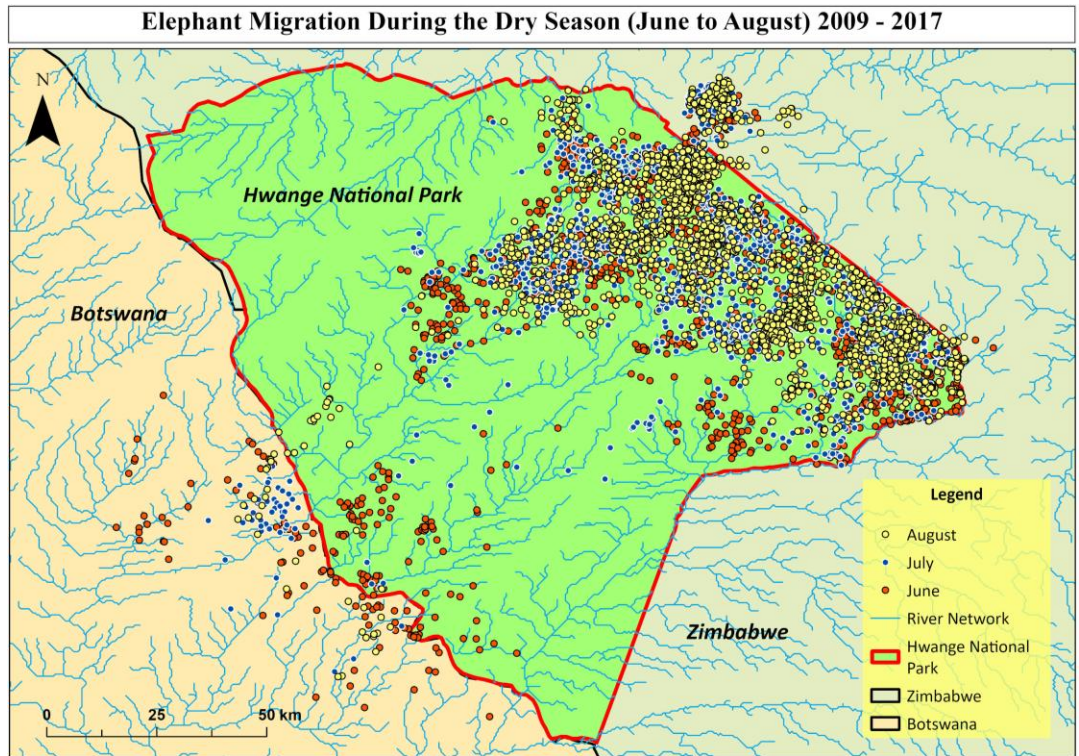 Elephant Migration During the Dry Season (June to August) 2009 - 2017
N
Hwange National Park
Botswana
Zimbabwe
Legend
August
July
June
River Network
Hwange National
Park
Zimbabwe
Botswana
0 25 50 km